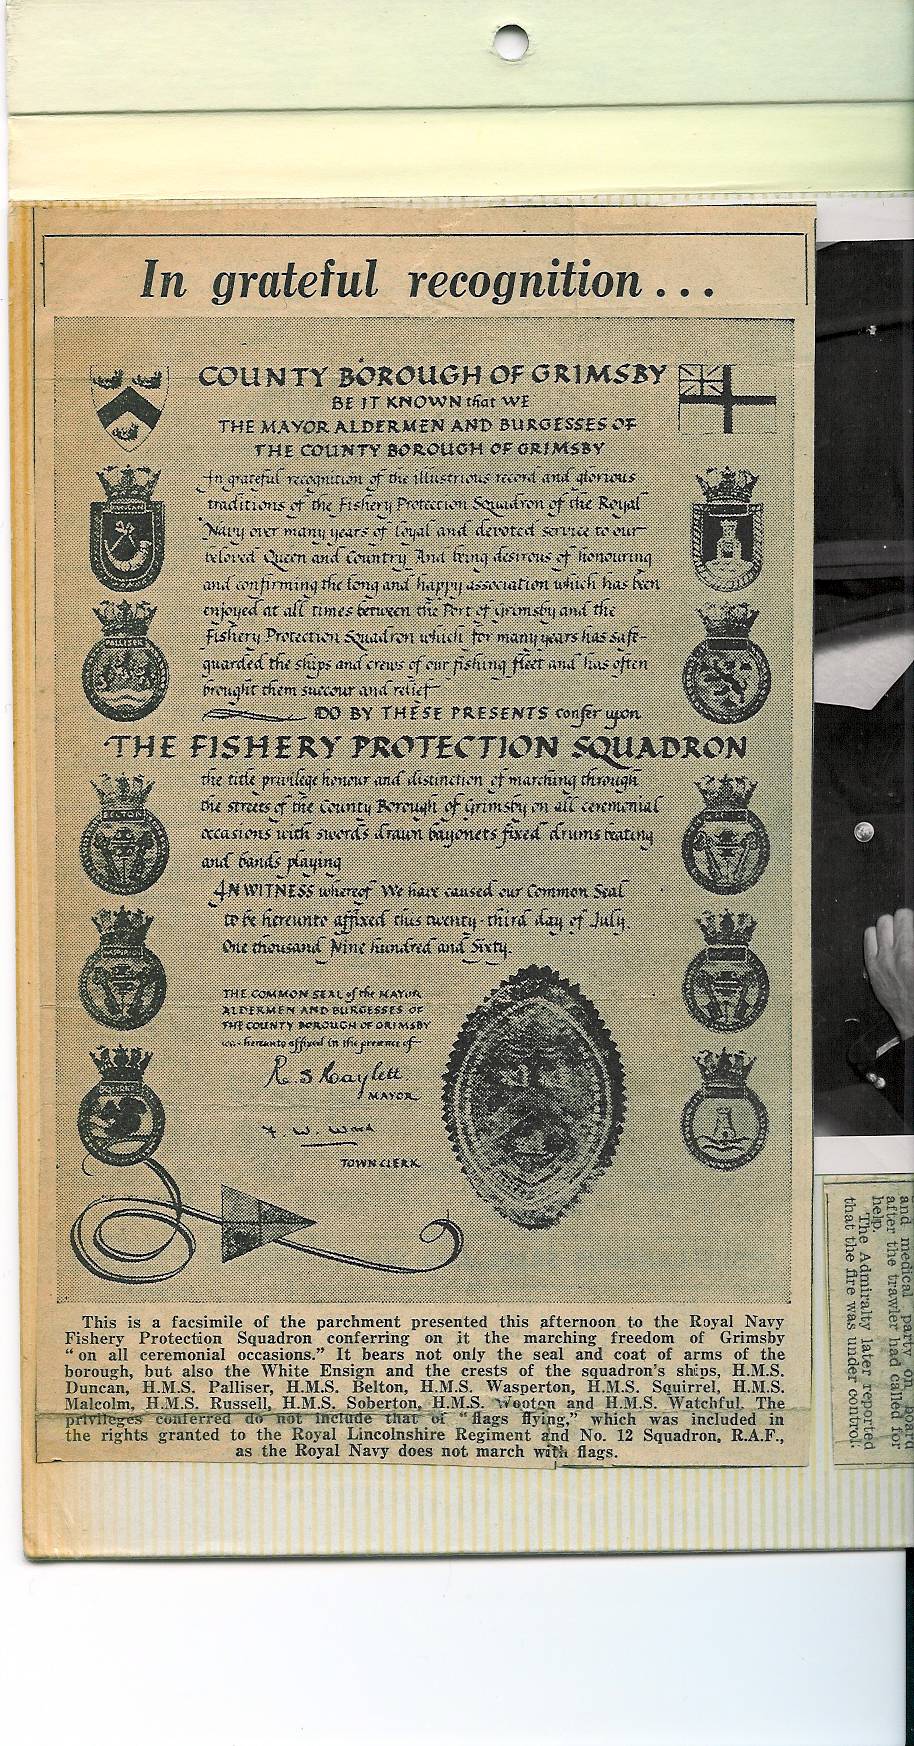 In grateful recognition . . .
COUNTY BOROUGH OF GRIMSBY
BE IT KNOWN that WE
THE MAYOR ALDERMEN AND BURGESSES OF
THE COUNTY BOROUGH OF GRIMSBY
In grateful recognition of the illustrious record and glorious
traditions of the Fishery Protection Squadron of the Royal
Navy over many years of loyal and devoted service to our
beloved Queen and Country And being desirous of honouring
and confirming the long and happy association which has been
enjoyed at all times between the Port of Grimsby and the
Fishery Protection Squadron which for many years has safe-
guarded the ships and crews of our fishing fleet and has often
brought them succour and relief
DO BY THESE PRESENTS confer upon
THE FISHERY PROTECTION SQUADRON
the title privilege honour and distinction of marching through
the streets of the County Borough of Grimsby on all ceremonial
occasions with swords drawn bayonets fixed drums beating
and bands playing
IN WITNESS whereof We have caused our Common Seal
to be hereunto affixed this twenty-third day of July.
One thousand Nine hundred and Sixty.
THE COMMON SEAL of the MAYOR
ALDERMEN AND BURGESSES OF
THE COUNTY BOROUGH OF GRIMSBY
was hereunto affixed in the presence of
R. S Haylett.
MAYOR
F. W. Ward
TOWN CLERK
DUNCAN
PALLISER
BELTON
SQUIRREL
This is a facsimile of the parchment presented this afternoon to the Royal Navy
Fishery Protection Squadron conferring on it the marching freedom of Grimsby
"on all ceremonial occasions." It bears not only the seal and coat of arms of the
borough, but also the White Ensign and the crests of the squadron's ships, H.M.S.
Duncan, H.M.S. Palliser, H.M.S. Belton, H.M.S. Wasperton, H.M.S. Squirrel, H.M.S.
Malcolm, H.M.S. Russell, H.M.S. Soberton, H.M.S. Wooton and H.M.S. Watchful. The
privileges conferred do not include that of "flags flying," which was included in
the rights granted to the Royal Lincolnshire Regiment and No. 12 Squadron, R.A.F.,
as the Royal Navy does not march with flags.
and medical party on board
after the trawler had called for
help.
The Admiralty later reported
that the fire was under control.